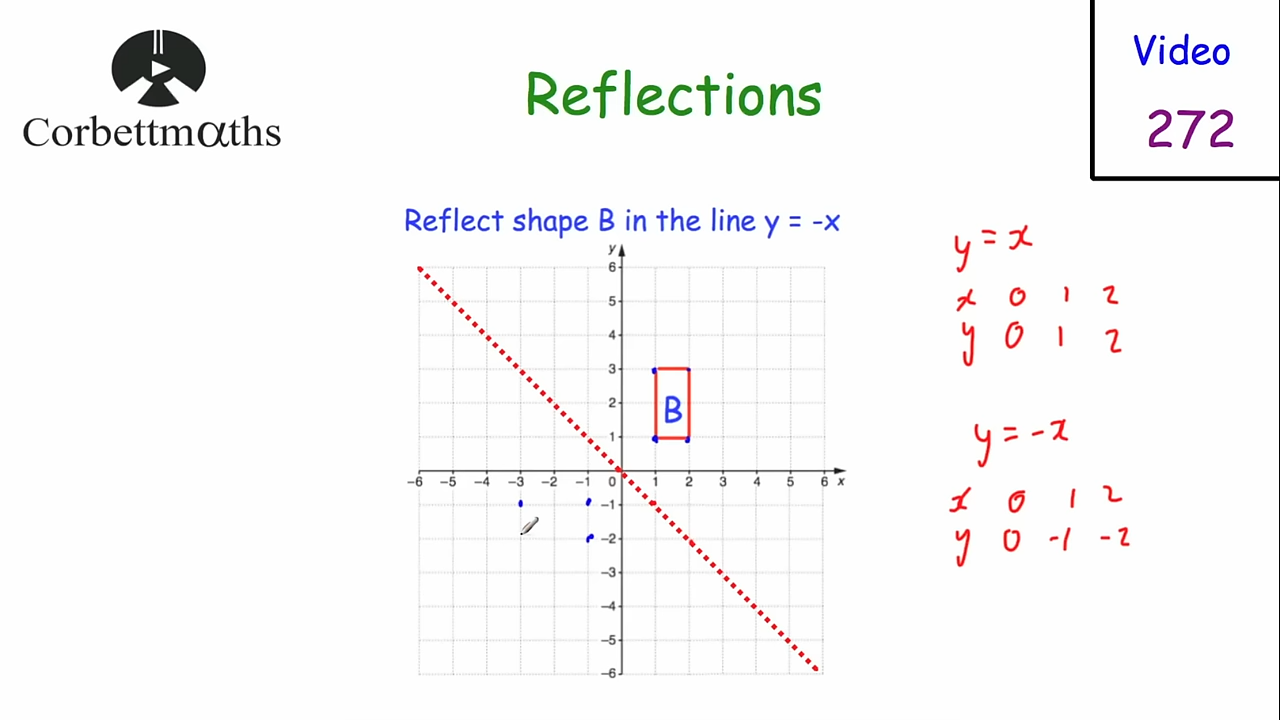 Corbettmαths
Reflections
Video
272
Reflect shape B in the line y = -x
y
6
5
4
3
2
1
B
−6 −5 −4 −3 −2 −1 0 1 2 3 4 5 6 x
−1
−2
−3
−4
−5
−6
y = x
x 0 1 2
y 0 1 2
y = -x
x 0 1 2
y 0 -1 -2